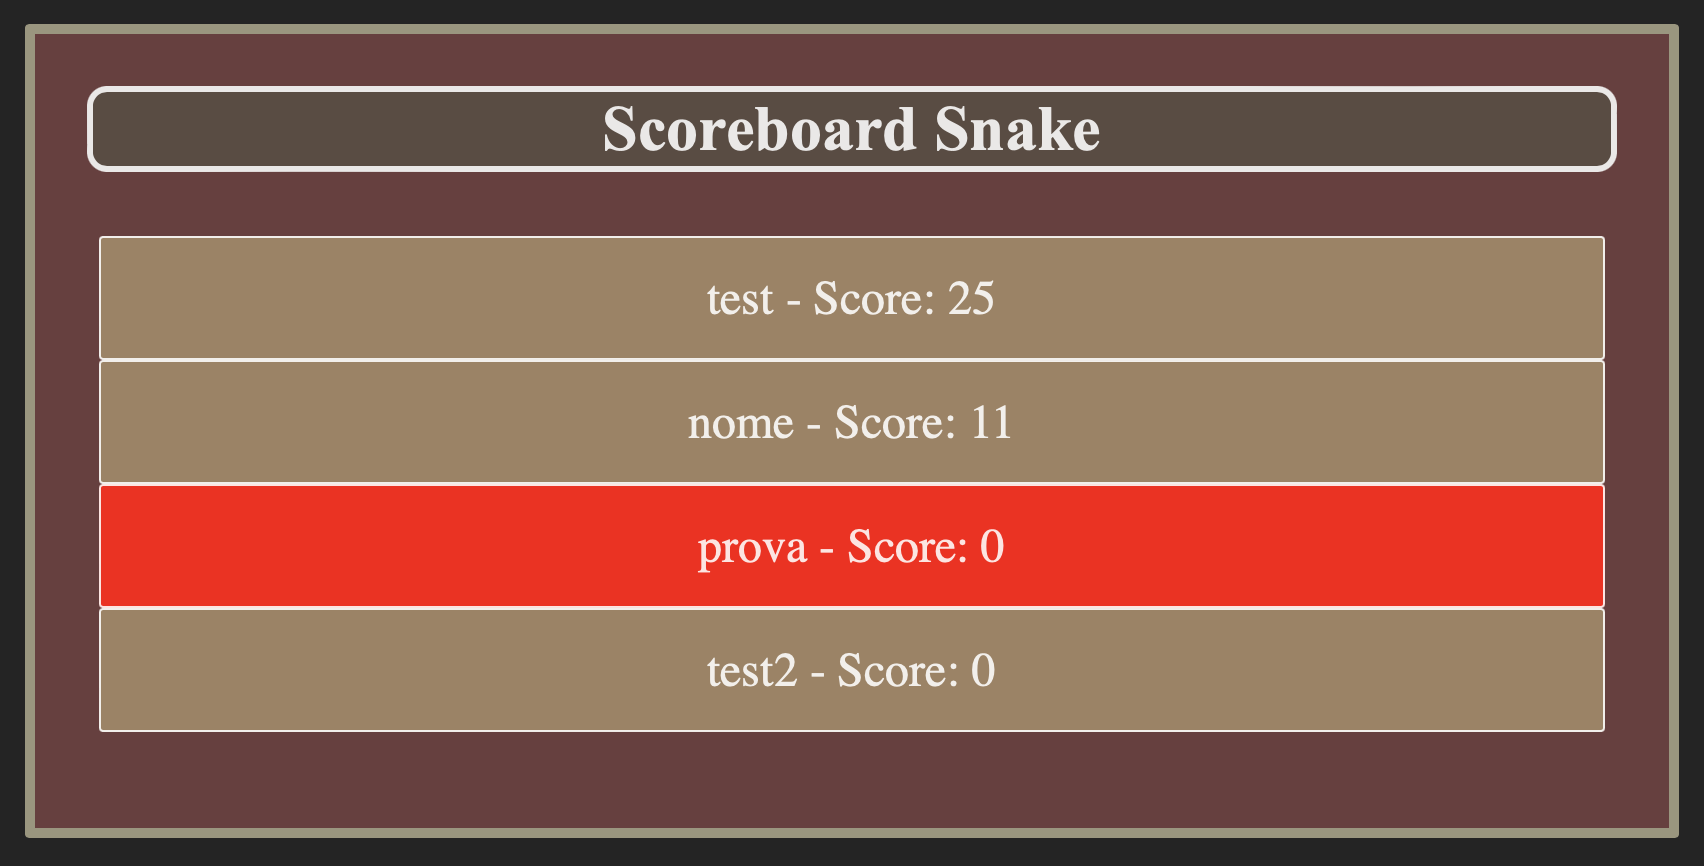 Scoreboard Snake
test - Score: 25
nome - Score: 11
prova - Score: 0
test2 - Score: 0